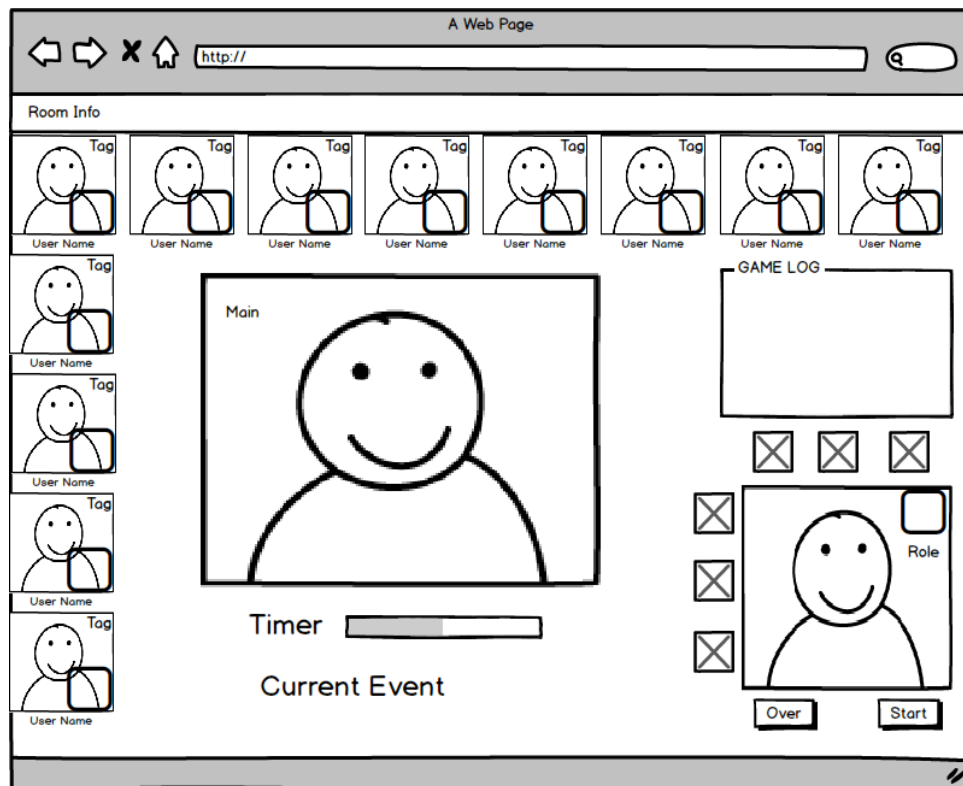 A Web Page
http://
Room Info
Tag Tag Tag Tag Tag Tag Tag Tag
User Name User Name User Name User Name User Name User Name User Name User Name
Tag
User Name
Tag
User Name
Tag
User Name
Tag
User Name
Main
Timer
Current Event
GAME LOG
Role
Over Start